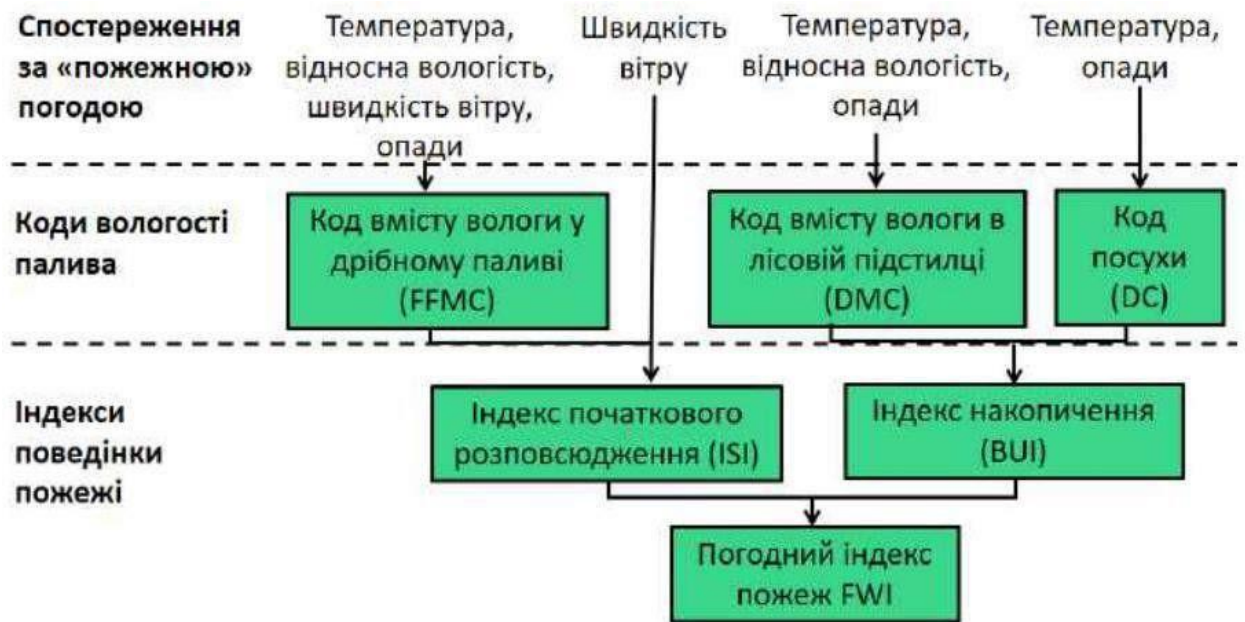 Спостереження
за «пожежною»
погодою
Температура,
відносна вологість,
швидкість вітру,
опади
Швидкість
вітру
Температура,
відносна вологість,
опади
Температура,
опади
Коди вологості
палива
Код вмісту вологи у
дрібному паливі
(FFMC)
Код вмісту вологи в
лісовій підстилці
(DMC)
Код
посухи
(DC)
Індекси
поведінки
пожежі
Індекс початкового
розповсюдження (ISI)
Індекс накопичення
(BUI)
Погодний індекс
пожеж FWI